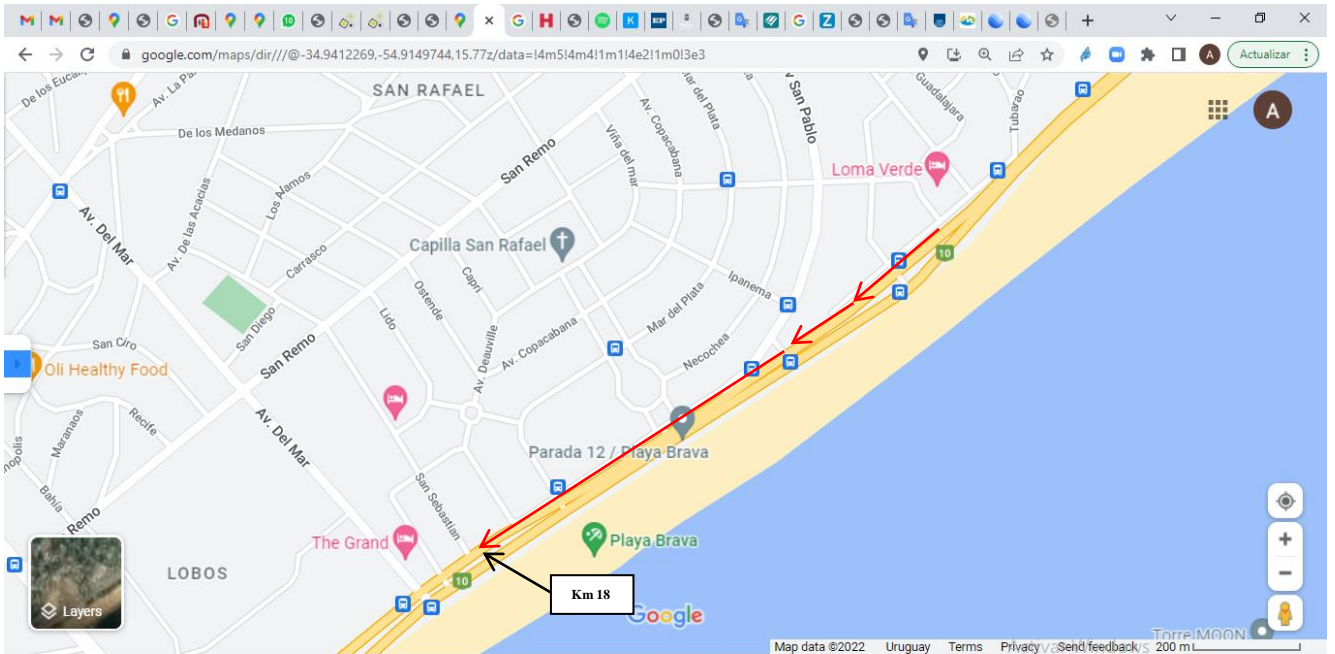 google.com/maps/dir///@-34.9412269,-54.9149744,15.77z/data=!4m5!4m4!1m1!4e2!1m0!3e3
A
Actualizar
De los Eucal
Av. La Pa
SAN RAFAEL
De los Medanos
San Remo
Viña del mar
Av. Copacabana
Mar del Plata
San Pablo
Guadalajara
Tubarao
A
Loma Verde
Los Alamos
Av. De las Acacias
Av. Del Mar
Carrasco
Capilla San Rafael
10
Capri
Ostende
Lido
Ipanema
Mar del Plata
San Diego
San Remo
Necochea
Av. Copacabana
Av. Deauville
San C
Oli Healthy Food
Recife
Maranaos
Av. Del Mar
Parada 12 / Playa Brava
Bahía
Remo
San Sebastian
The Grand
Playa Brava
LOBOS
10
Km 18
Layers
Google
Torre MOON
Map data ©2022 Uruguay Terms Privacy Send feedback 200 m